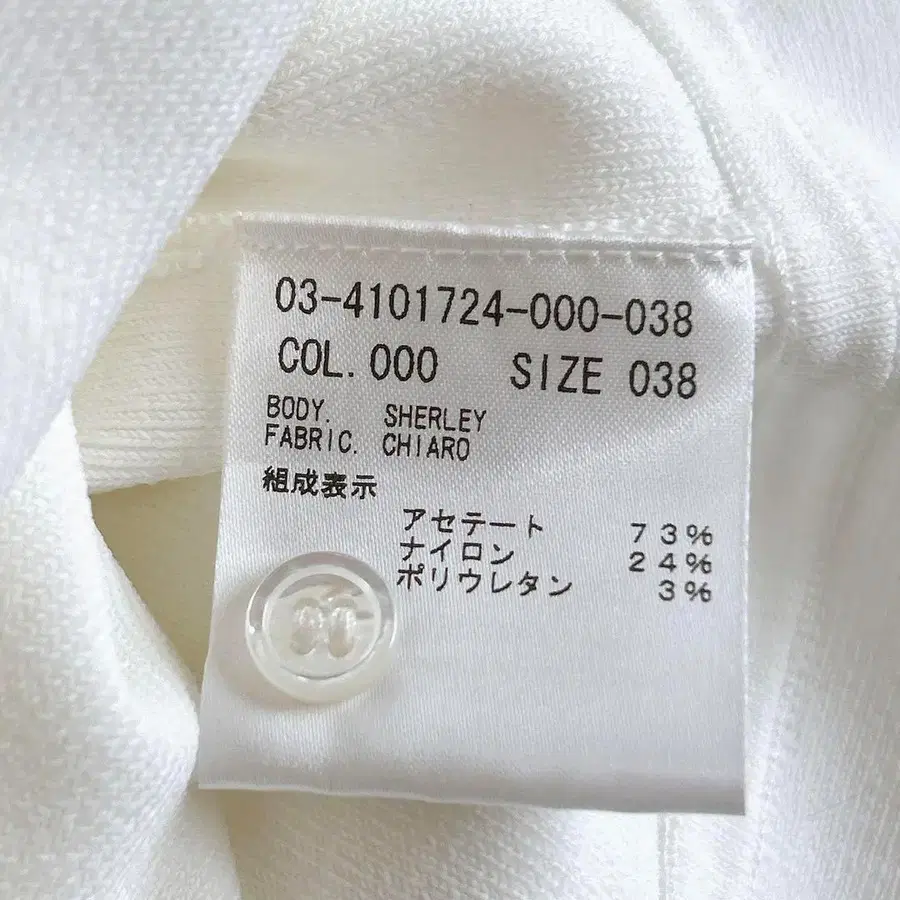 03-4101724-000-038
COL.000 SIZE 038
BODY. SHERLEY
FABRIC. CHIARO
組成表示
アセテート 73%
ナイロン 24%
ポリウレタン 3%